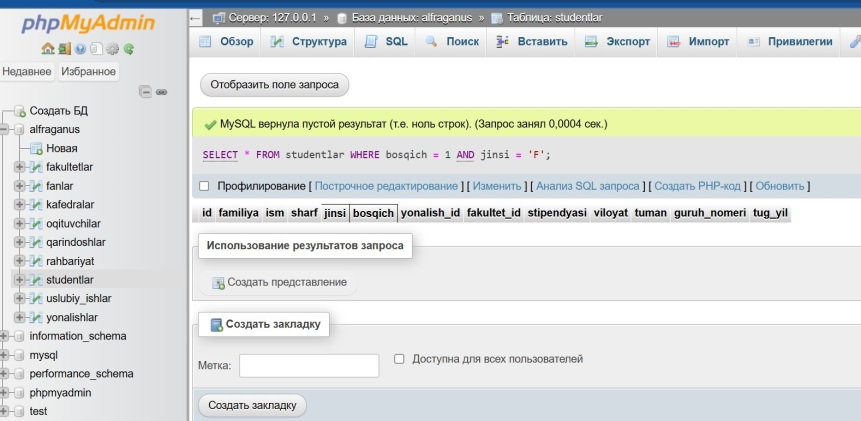 phpMyAdmin
Недавнее Избранное
Создать БД
alfraganus
Новая
fakultetlar
fanlar
kafedralar
oqituvchilar
qarindoshlar
rahbariyat
studentlar
uslubiy_ishlar
yonalishlar
information_schema
mysql
performance_schema
phpmyadmin
test
Сервер: 127.0.0.1 » База данных: alfraganus » Таблица: studentlar
Обзор Структура SQL Поиск Вставить Экспорт Импорт Привилегии
Отобразить поле запроса
MySQL вернула пустой результат (т.е. ноль строк). (Запрос занял 0,0004 сек.)
SELECT * FROM studentlar WHERE bosqich = 1 AND jinsi = 'F';
Профилирование [ Построчное редактирование ] [ Изменить ] [ Анализ SQL запроса ] [ Создать PHP-код ] [ Обновить ]
id familiya ism sharf jinsi bosqich yonalish_id fakultet_id stipendyasi viloyat tuman guruh_nomeri tug_yil
Использование результатов запроса
Создать представление
Создать закладку
Метка: Доступна для всех пользователей
Создать закладку